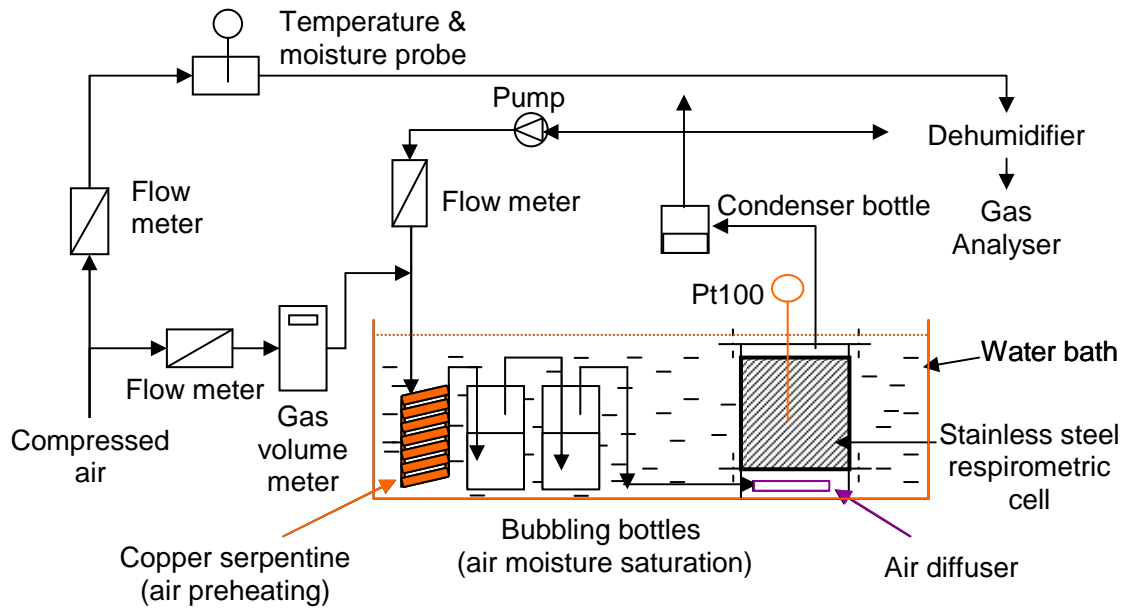 Temperature &
moisture probe
Pump
Dehumidifier
Flow
meter
Flow meter
Condenser bottle
Gas
Analyser
Pt100
Water bath
Flow meter
Gas
volume
meter
Compressed
air
Stainless steel
respirometric
cell
Copper serpentine
(air preheating)
Bubbling bottles
(air moisture saturation)
Air diffuser